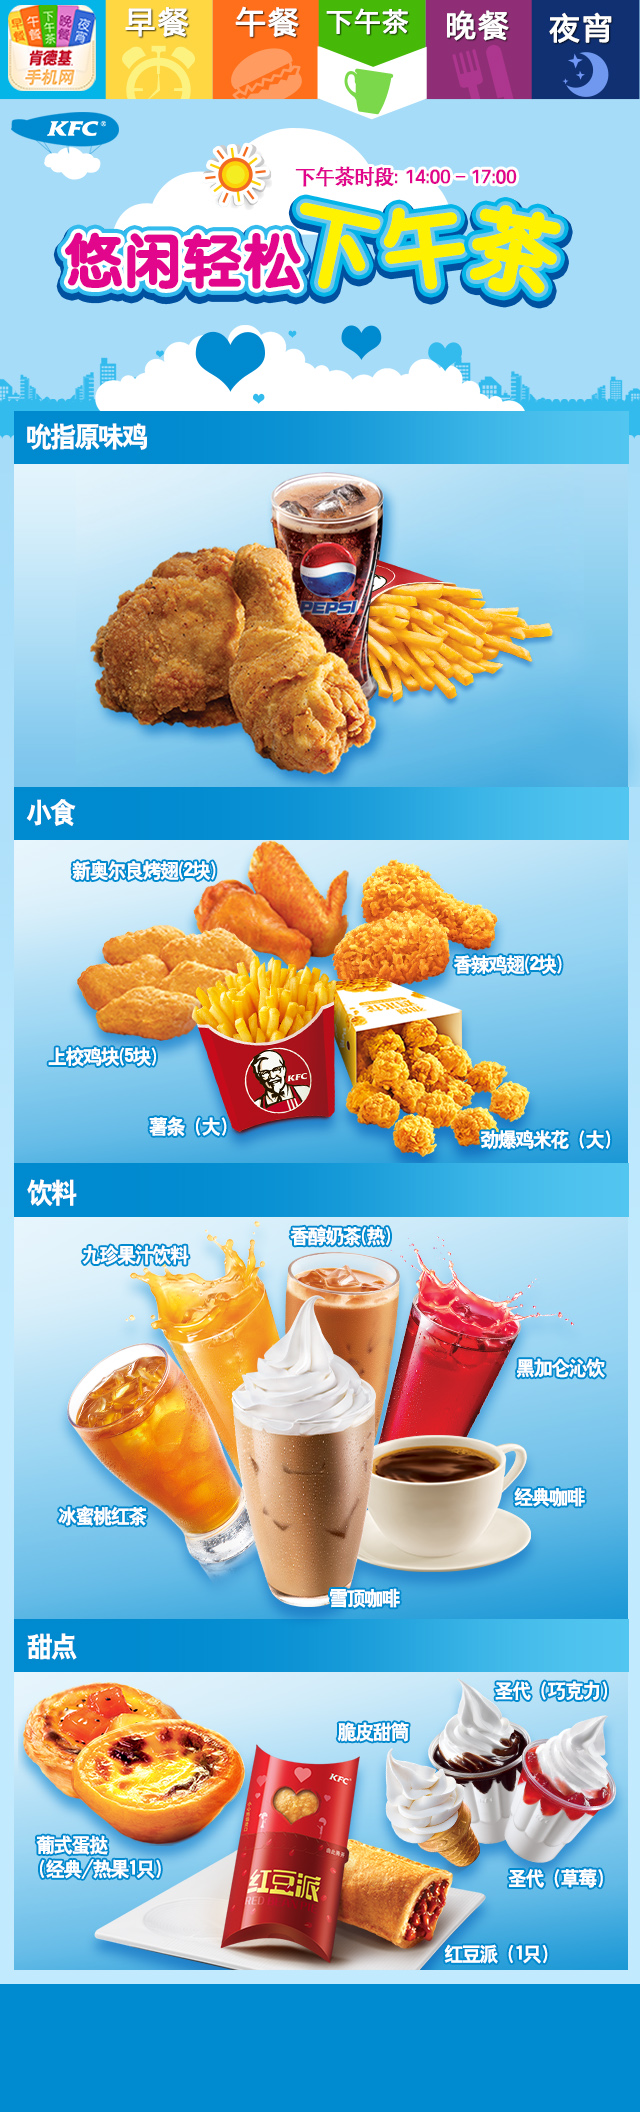 早餐
午餐
下午茶
晚餐
夜宵
早餐
午餐
下午茶
晚餐
夜宵
肯德基
手机网
KFC®
下午茶时段: 14:00 - 17:00
悠闲轻松下午茶
吮指原味鸡
PEPSI
小食
新奥尔良烤翅(2块)
香辣鸡翅(2块)
上校鸡块(5块)
KFC
薯条（大）
劲爆鸡米花（大）
饮料
香醇奶茶(热)
九珍果汁饮料
黑加仑沁饮
经典咖啡
冰蜜桃红茶
雪顶咖啡
甜点
圣代（巧克力）
脆皮甜筒
KFC
葡式蛋挞
(经典/热果1只)
圣代（草莓）
红豆派
RED
红豆派（1只）